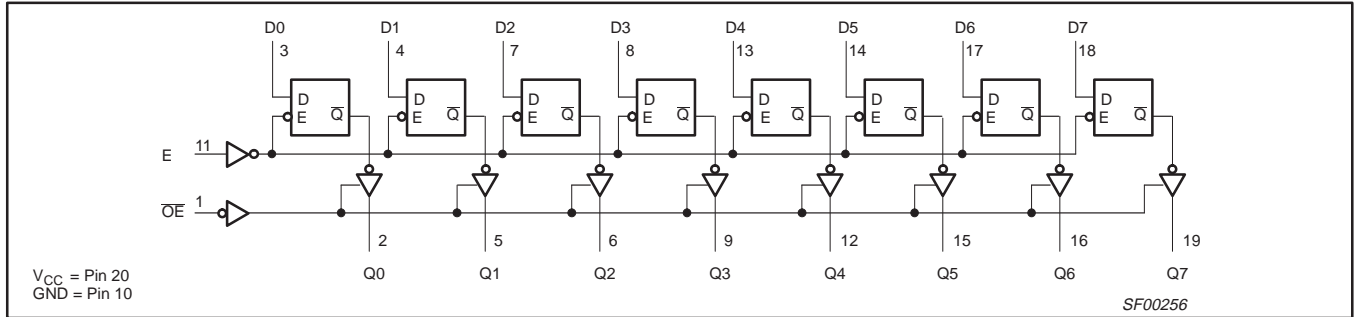 D0 D1 D2 D3 D4 D5 D6 D7
3 4 7 8 13 14 17 18
D D D D D D D D
E Q̅ E Q̅ E Q̅ E Q̅ E Q̅ E Q̅ E Q̅ E Q̅
E 11
O̅E̅ 1
2 5 6 9 12 15 16 19
Q0 Q1 Q2 Q3 Q4 Q5 Q6 Q7
VCC = Pin 20
GND = Pin 10
SF00256